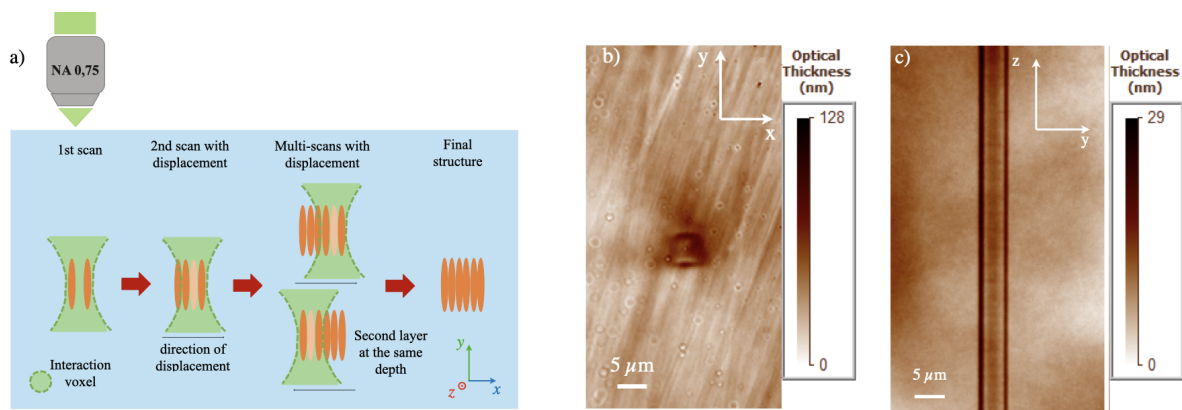 a)
NA 0,75
1st scan
2nd scan with
displacement
Multi-scans with
displacement
Final
structure
Interaction
voxel
direction of
displacement
Second layer
at the same
depth
y
x
z
b)
y
x
5 µm
Optical
Thickness
(nm)
128
0
c)
z
y
5 µm
Optical
Thickness
(nm)
29
0